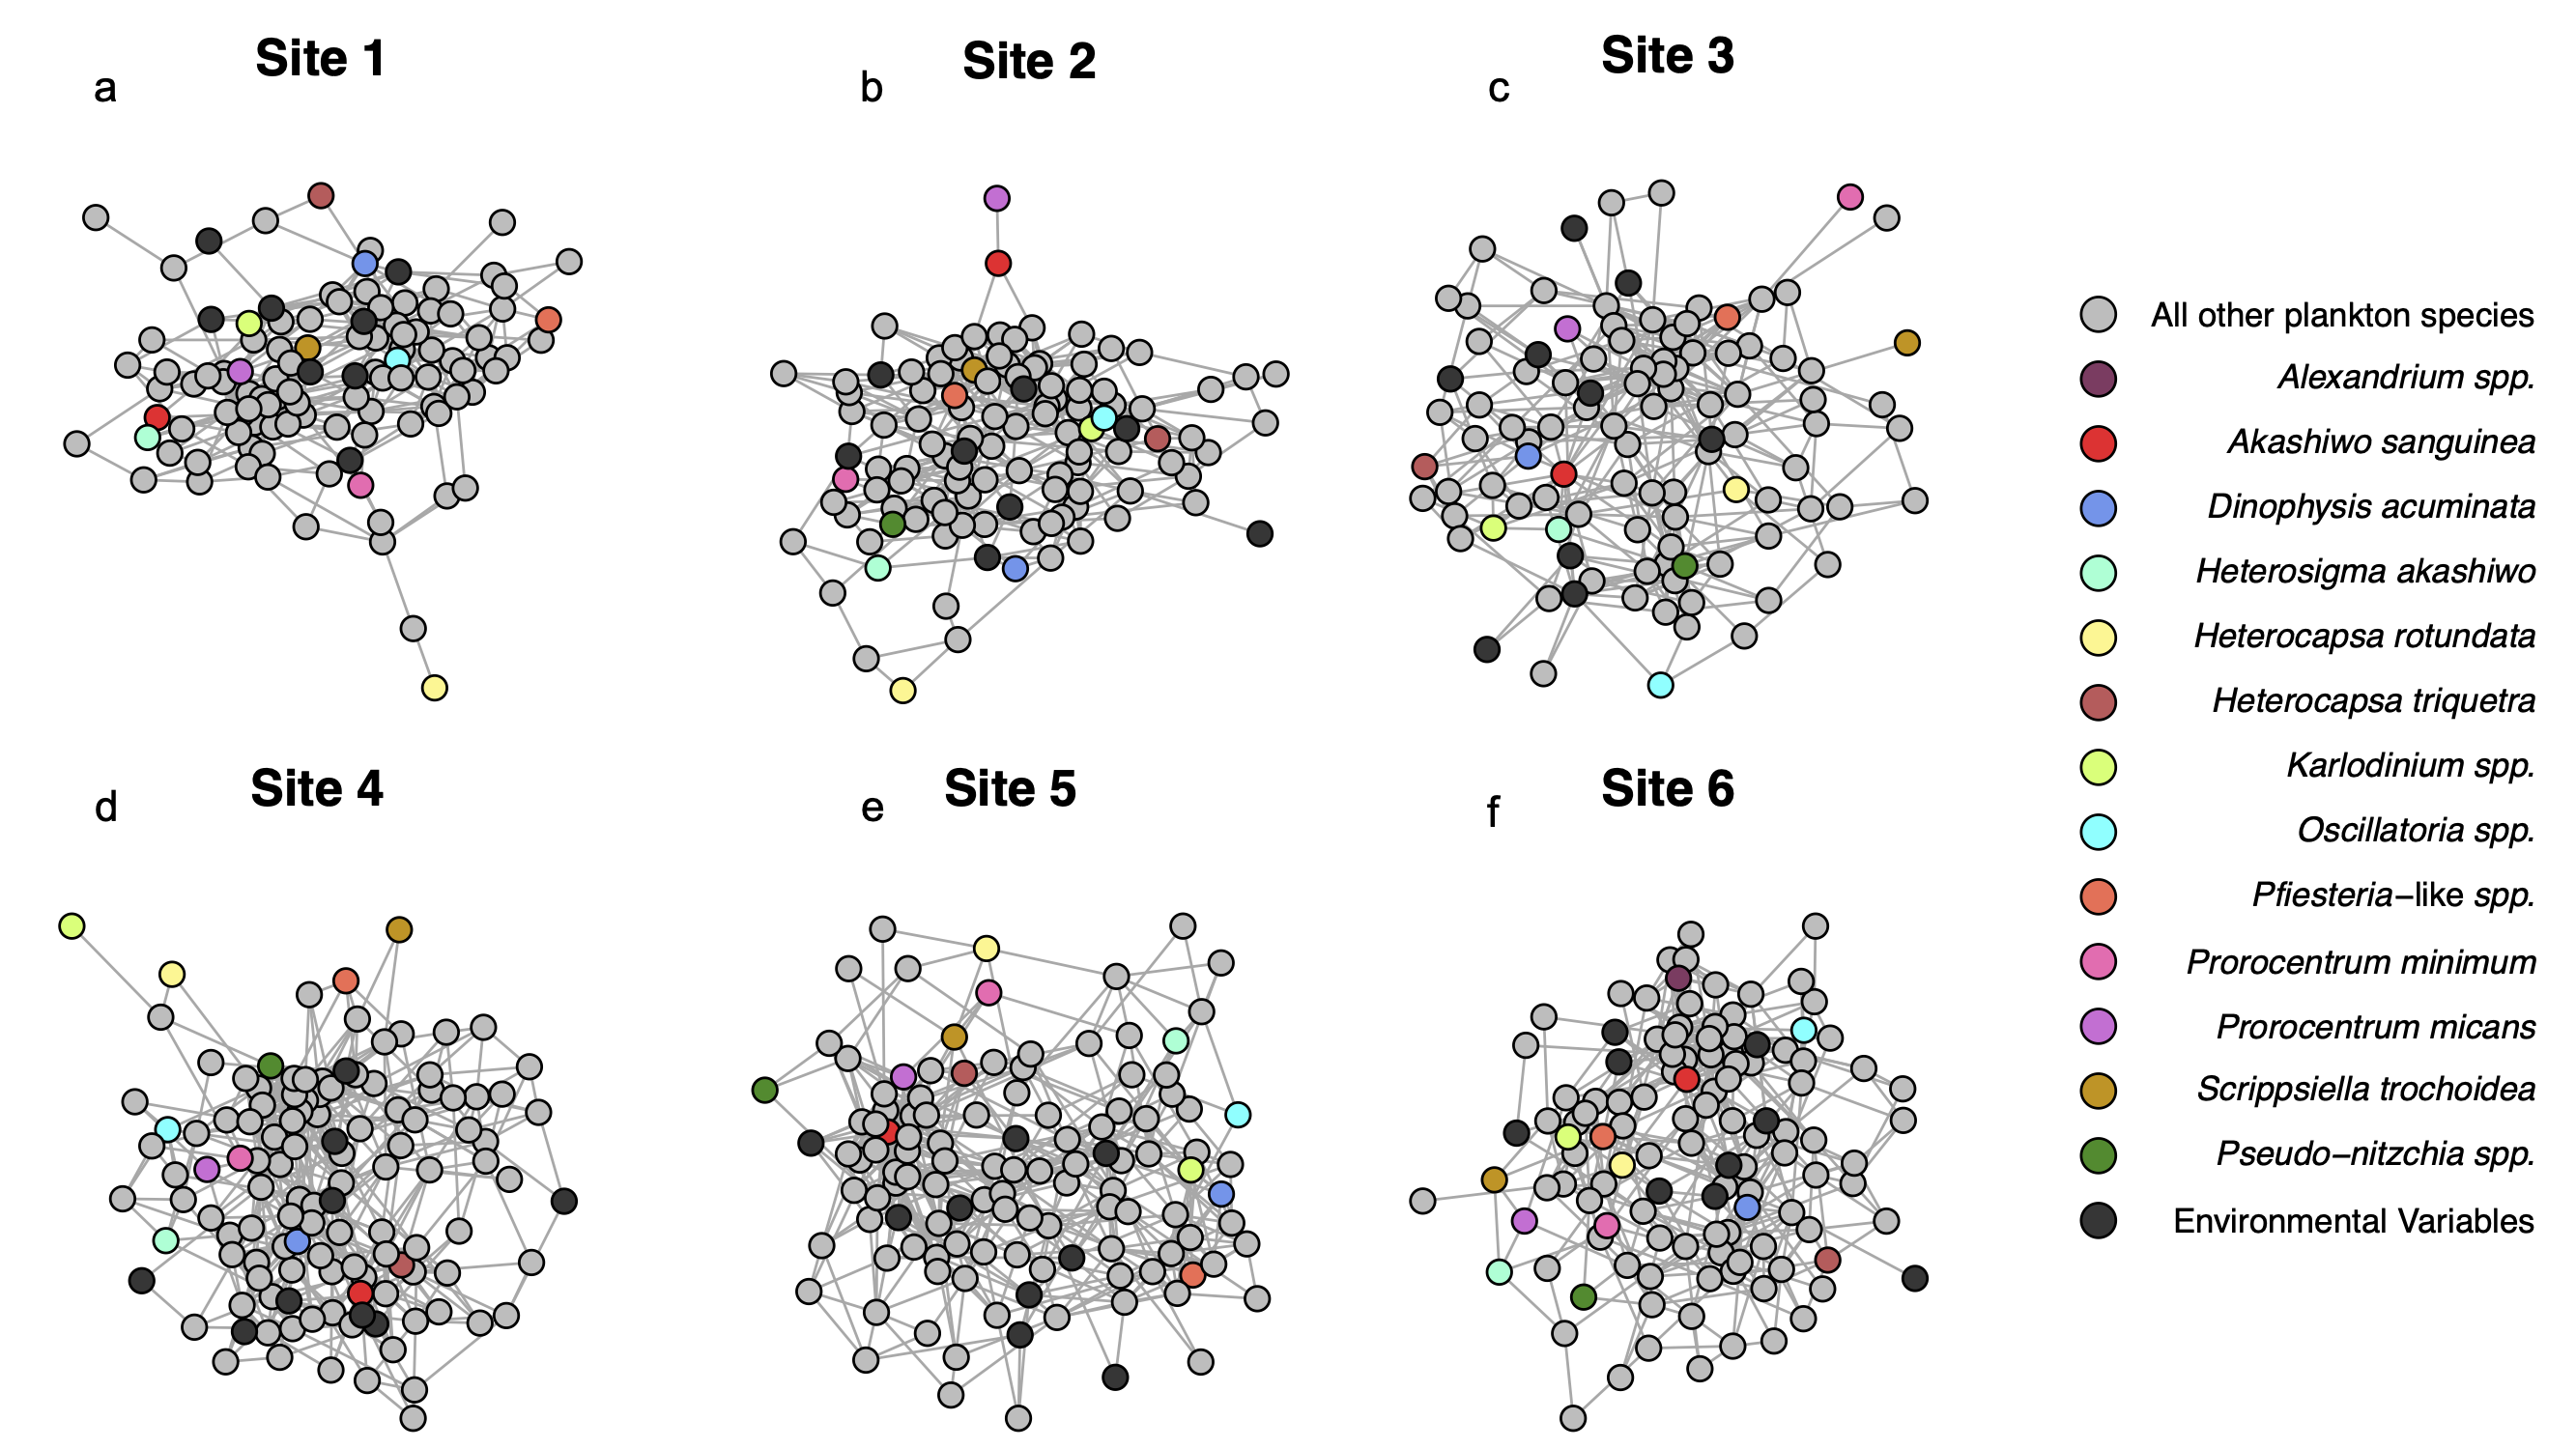 Site 1
Site 2
Site 3
a
b
c
Site 4
Site 5
Site 6
d
e
f
All other plankton species
Alexandrium spp.
Akashiwo sanguinea
Dinophysis acuminata
Heterosigma akashiwo
Heterocapsa rotundata
Heterocapsa triquetra
Karlodinium spp.
Oscillatoria spp.
Pfiesteria−like spp.
Prorocentrum minimum
Prorocentrum micans
Scrippsiella trochoidea
Pseudo−nitzchia spp.
Environmental Variables